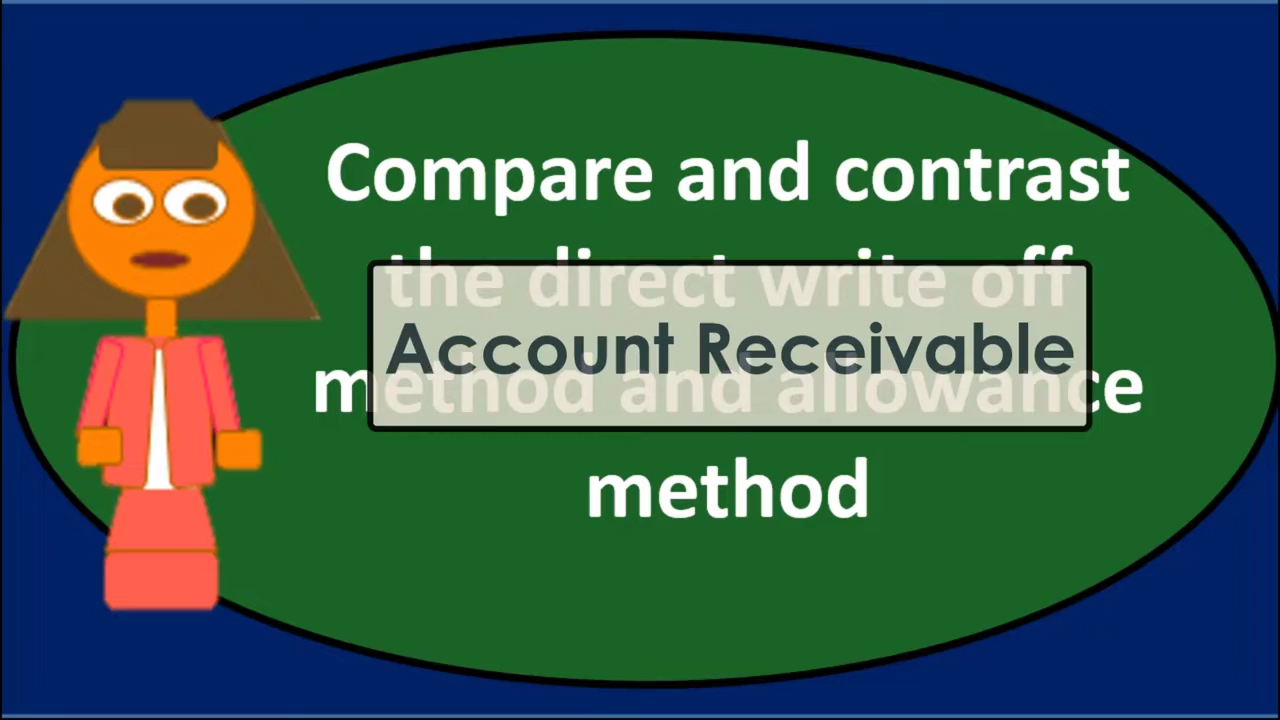 Compare and contrast
the direct write off
Account Receivable
method and allowance
method